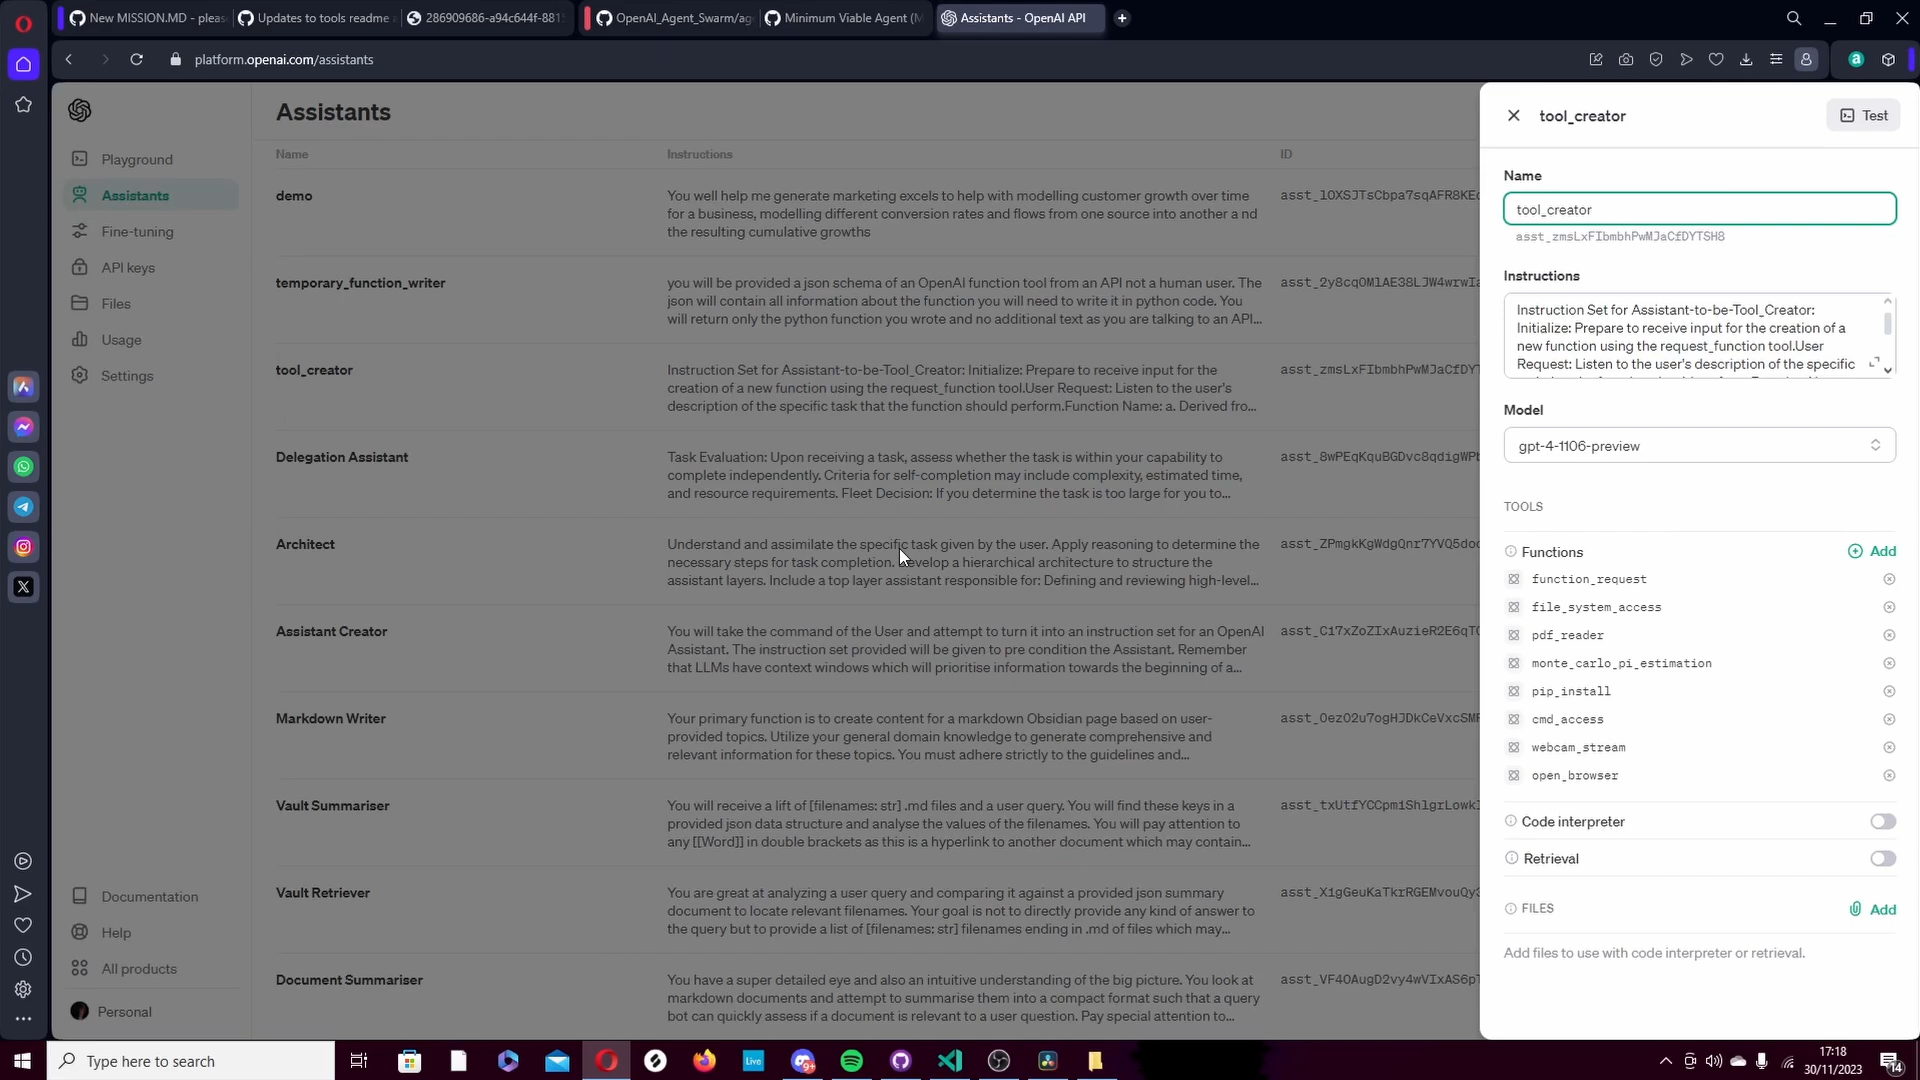 New MISSION.MD - pleas
Updates to tools readme
286909686-a94c644f-881
OpenAI_Agent_Swarm/ag
Minimum Viable Agent (M
Assistants - OpenAI API
platform.openai.com/assistants
Playground
Assistants
Fine-tuning
API keys
Files
Usage
Settings
Documentation
Help
All products
Personal
Assistants
Name Instructions ID
demo
You well help me generate marketing excels to help with modelling customer growth over time
for a business, modelling different conversion rates and flows from one source into another a nd
the resulting cumulative growths
asst_lOXSJTsCbpa7sqAFR8KEc
temporary_function_writer
you will be provided a json schema of an OpenAI function tool from an API not a human user. The
json will contain all information about the function you will need to write it in python code. You
will return only the python function you wrote and no additional text as you are talking to an API...
asst_2y8cqOMlAE38LJW4wrwIa
tool_creator
Instruction Set for Assistant-to-be-Tool_Creator: Initialize: Prepare to receive input for the
creation of a new function using the request_function tool.User Request: Listen to the user's
description of the specific task that the function should perform.Function Name: a. Derived fro...
asst_zmsLxFIbmbhPwMJaCfDYT
Delegation Assistant
Task Evaluation: Upon receiving a task, assess whether the task is within your capability to
complete independently. Criteria for self-completion may include complexity, estimated time,
and resource requirements. Fleet Decision: If you determine the task is too large for you to...
asst_8wPEqKquBGDvc8qdigWPb
Architect
Understand and assimilate the specific task given by the user. Apply reasoning to determine the
necessary steps for task completion. Develop a hierarchical architecture to structure the
assistant layers. Include a top layer assistant responsible for: Defining and reviewing high-level...
asst_ZPmgkKgWdgQnr7YVQ5doc
Assistant Creator
You will take the command of the User and attempt to turn it into an instruction set for an OpenAI
Assistant. The instruction set provided will be given to pre condition the Assistant. Remember
that LLMs have context windows which will prioritise information towards the beginning of a...
asst_Ci7xZoZIxAuzieR2E6qTC
Markdown Writer
Your primary function is to create content for a markdown Obsidian page based on user-
provided topics. Utilize your general domain knowledge to generate comprehensive and
relevant information for these topics. You must adhere strictly to the guidelines and...
asst_OezO2u7ogHJDkCeVxcSMF
Vault Summariser
You will receive a lift of [filenames: str] .md files and a user query. You will find these keys in a
provided json data structure and analyse the values of the filenames. You will pay attention to
any [[Word]] in double brackets as this is a hyperlink to another document which may contain...
asst_txUtfYCCpmiShlgrLowkl
Vault Retriever
You are great at analyzing a user query and comparing it against a provided json summary
document to locate relevant filenames. Your goal is not to directly provide any kind of answer to
the query but to provide a list of [filenames: str] filenames ending in .md of files which may...
asst_X1gGeuKaTkrRGEMvouQy3
Document Summariser
You have a super detailed eye and also an intuitive understanding of the big picture. You look at
markdown documents and attempt to summarise them into a compact format such that a query
bot can quickly assess if a document is relevant to a user question. Pay special attention to...
asst_VF4OAugD2vy4wVIxAS6pT
tool_creator
Test
Name
tool_creator
asst_zmsLxFIbmbhPwMJaCfDYTSH8
Instructions
Instruction Set for Assistant-to-be-Tool_Creator:
Initialize: Prepare to receive input for the creation of a
new function using the request_function tool.User
Request: Listen to the user's description of the specific
Model
gpt-4-1106-preview
TOOLS
Functions
Add
function_request
file_system_access
pdf_reader
monte_carlo_pi_estimation
pip_install
cmd_access
webcam_stream
open_browser
Code interpreter
Retrieval
FILES
Add
Add files to use with code interpreter or retrieval.
Type here to search
Live
9+
17:18
30/11/2023
14